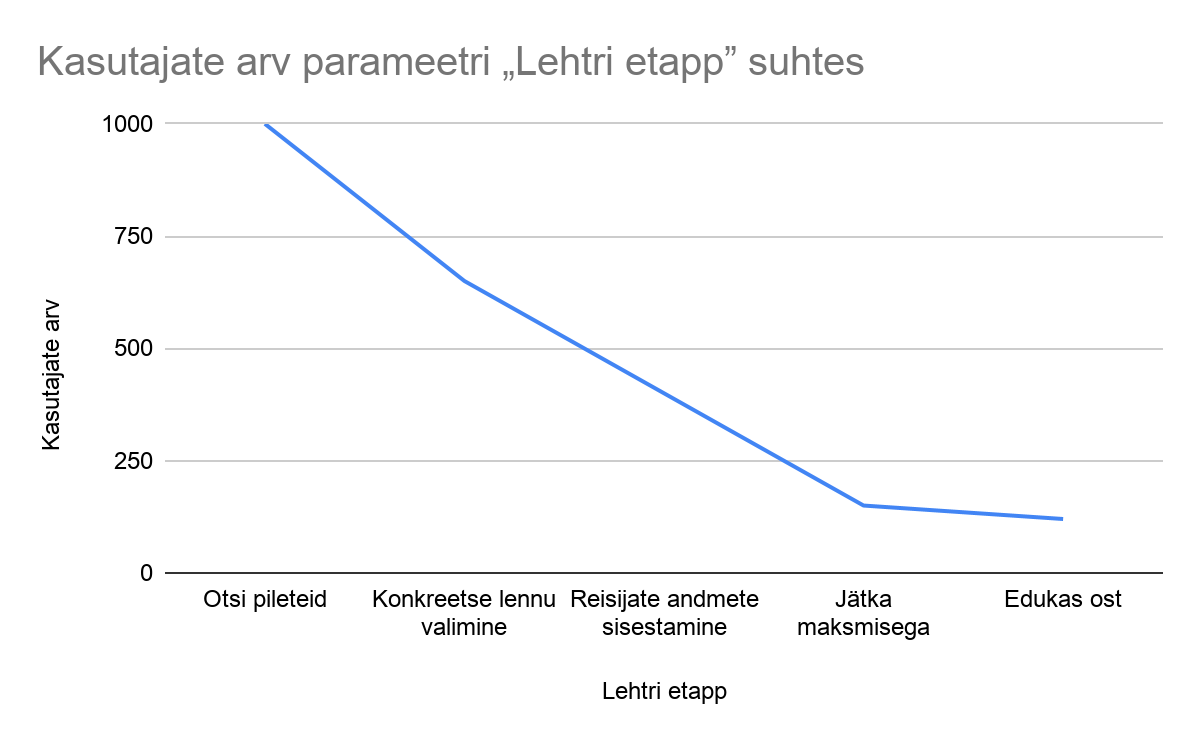 Kasutajate arv parameetri „Lehtri etapp” suhtes
1000
750
500
250
0
Kasutajate arv
Otsi pileteid
Konkreetse lennu
valimine
Reisijate andmete
sisestamine
Jätka
maksmisega
Edukas ost
Lehtri etapp